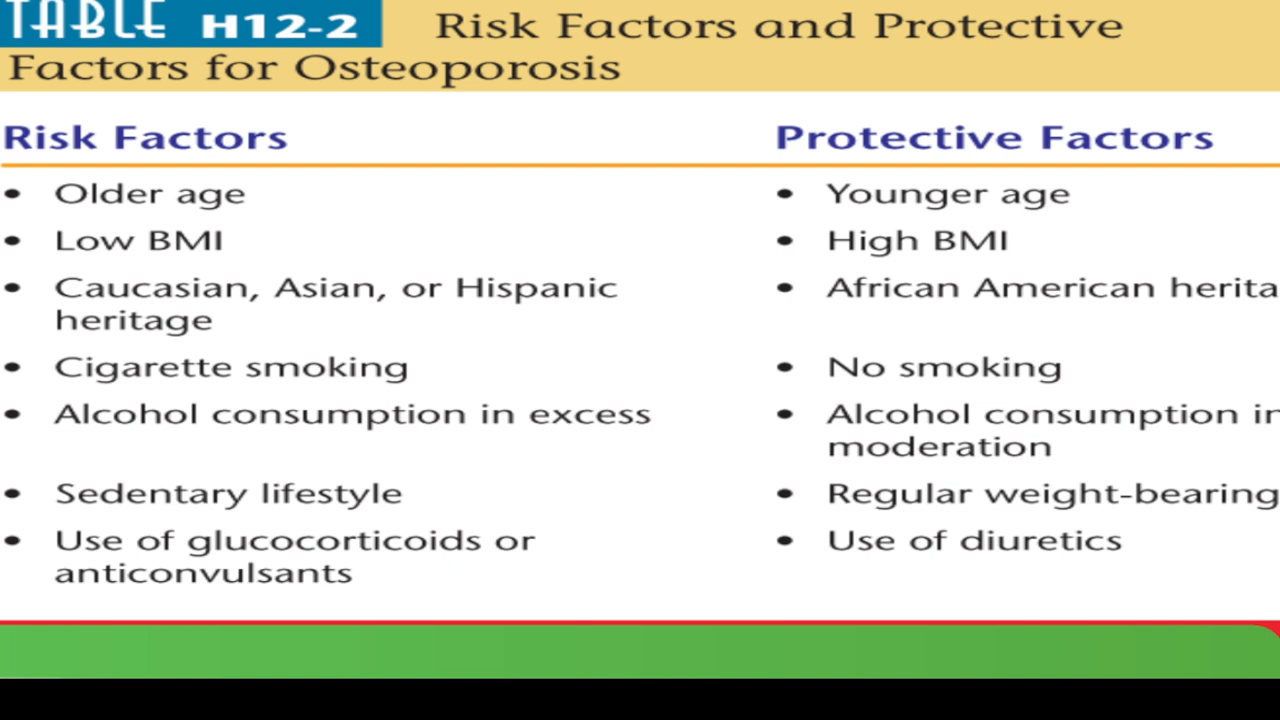 TABLE H12-2 Risk Factors and Protective
Factors for Osteoporosis
Risk Factors
• Older age
• Low BMI
• Caucasian, Asian, or Hispanic
heritage
• Cigarette smoking
• Alcohol consumption in excess
• Sedentary lifestyle
• Use of glucocorticoids or
anticonvulsants
Protective Factors
• Younger age
• High BMI
• African American
• No smoking
• Alcohol consumption
moderation
• Regular weight-bearing
• Use of diuretics